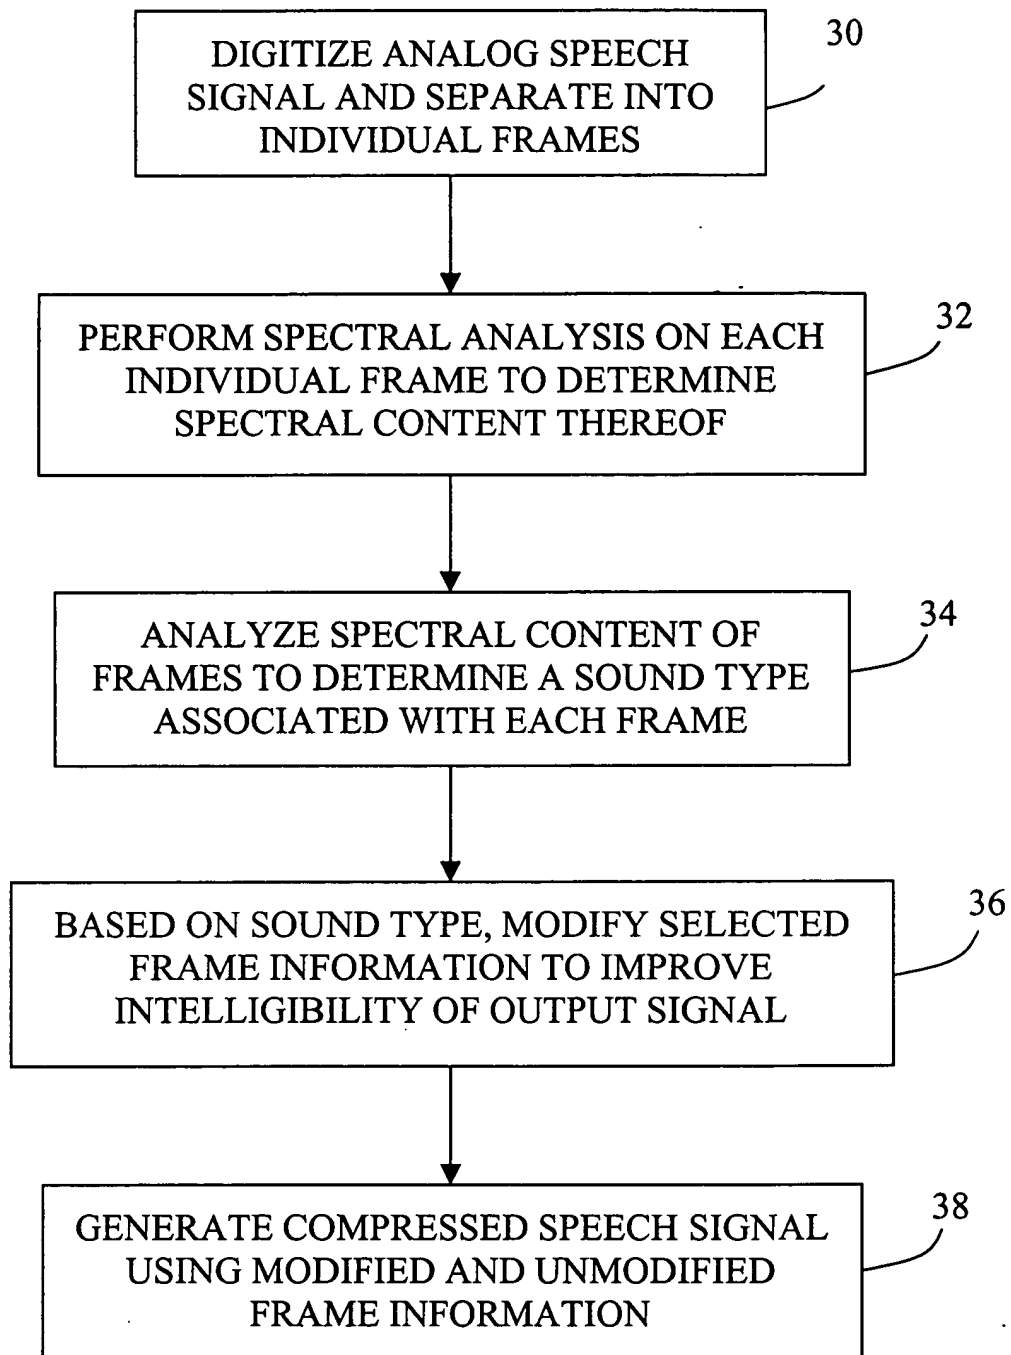 DIGITIZE ANALOG SPEECH
SIGNAL AND SEPARATE INTO
INDIVIDUAL FRAMES
30
PERFORM SPECTRAL ANALYSIS ON EACH
INDIVIDUAL FRAME TO DETERMINE
SPECTRAL CONTENT THEREOF
32
ANALYZE SPECTRAL CONTENT OF
FRAMES TO DETERMINE A SOUND TYPE
ASSOCIATED WITH EACH FRAME
34
BASED ON SOUND TYPE, MODIFY SELECTED
FRAME INFORMATION TO IMPROVE
INTELLIGIBILITY OF OUTPUT SIGNAL
36
GENERATE COMPRESSED SPEECH SIGNAL
USING MODIFIED AND UNMODIFIED
FRAME INFORMATION
38